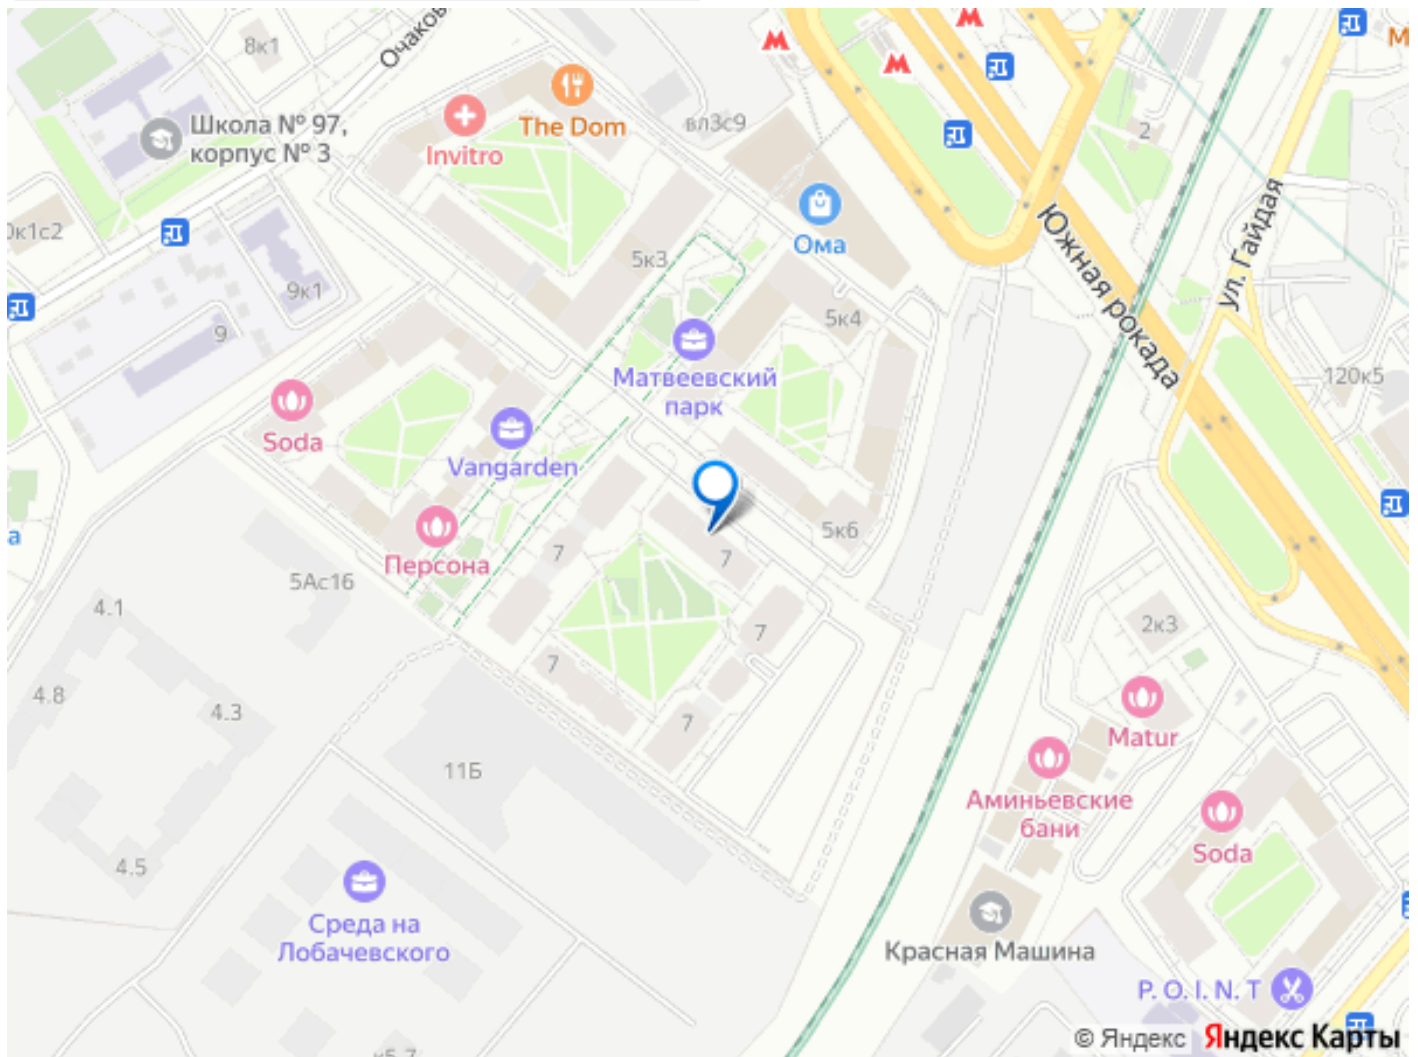 8к1
Очаков
Школа № 97,
корпус № 3
Invitro
The Dom
вл3с9
2
М
Ома
Южная рокада
ул. Гайдая
0к1с2
9к1
9
5к3
5к4
120к5
Матвеевский
парк
Soda
Vangarden
Персона
5к6
7
7
7
7
7
5Ас16
4.1
4.8
4.3
4.5
11Б
2к3
Matur
Аминьевские
бани
Soda
Среда на
Лобачевского
Красная Машина
P. O. I. N. T
а
© Яндекс Яндекс Карты